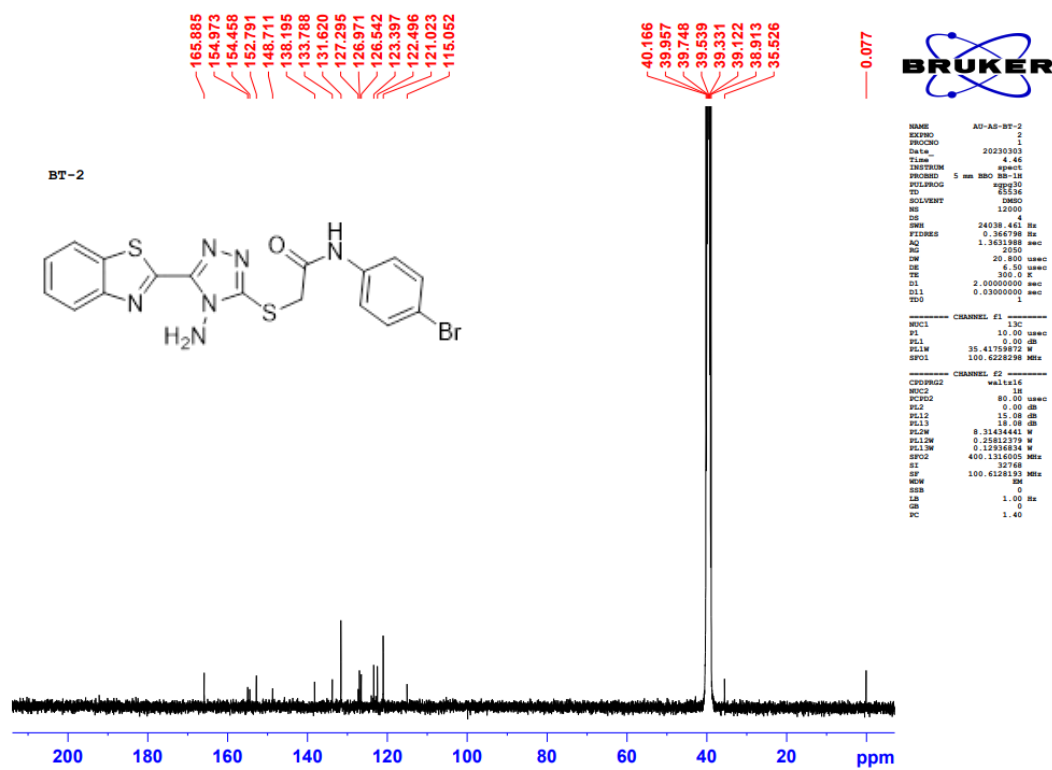 165.885
154.973
154.458
152.791
148.711
138.195
133.788
131.620
127.295
126.971
126.542
123.397
122.496
121.023
115.052
40.166
39.957
39.748
39.539
39.331
39.122
38.913
35.526
0.077
BRUKER
NAME AU-AS-BT-2
EXPNO 2
PROCNO 1
Date_ 20230303
Time 4.46
INSTRUM spect
PROBHD 5 mm BBO BB-1H
PULPROG zgpg30
TD 65536
SOLVENT DMSO
NS 12000
DS 4
SWH 24038.461 Hz
FIDRES 0.366798 Hz
AQ 1.3631988 sec
RG 2050
DW 20.800 usec
DE 6.50 usec
TE 300.0 K
D1 2.00000000 sec
D11 0.03000000 sec
TD0 1
======== CHANNEL f1 ========
NUC1 13C
P1 10.00 usec
PL1 0.00 dB
PL1W 35.41759872 W
SFO1 100.6228298 MHz
======== CHANNEL f2 ========
CPDPRG2 waltz16
NUC2 1H
PCPD2 80.00 usec
PL2 0.00 dB
PL12 15.08 dB
PL13 18.08 dB
PL2W 8.31434441 W
PL12W 0.25812379 W
PL13W 0.12936834 W
SFO2 400.1316005 MHz
SI 32768
SF 100.6128193 MHz
WDW EM
SSB 0
LB 1.00 Hz
GB 0
PC 1.40
BT-2
S
N
N
N
N
H2N
S
O
H
N
Br
200 180 160 140 120 100 80 60 40 20 ppm